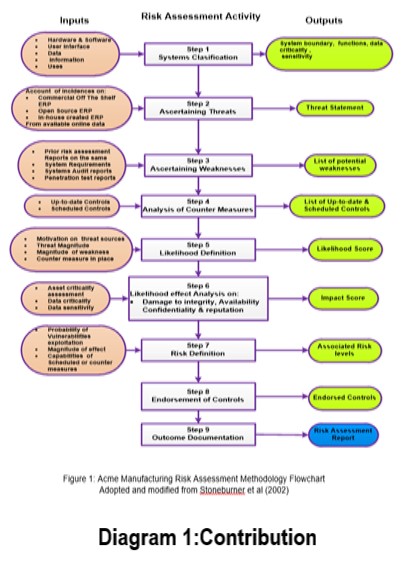 Inputs
Risk Assessment Activity
Outputs
Hardware & Software
User Interface
Data
Information
Uses
Step 1
Systems Clasification
System boundary, functions, data
criticality ,
sensitivity
Account of incidences on:
Commercial Off The Shelf
ERP
Open Source ERP
In-house created ERP
From available online data
Step 2
Ascertaining Threats
Threat Statement
Prior risk assessment
Reports on the same
System Requirements
Systems Audit reports
Penetration test reports
Step 3
Ascertaining Weaknesses
List of potential
weaknesses
Up-to-date Controls
Scheduled Controls
Step 4
Analysis of Counter Measures
List of Up-to-date &
Scheduled Controls
Motivation on threat sources
Threat Magnitude
Magnitude of weakness
Counter measure in place
Step 5
Likelihood Definition
Likelihood Score
Asset criticality
assessment
Data criticality
Data sensitivity
Step 6
Likelihood effect Analysis on:
Damage to integrity, Availability
Confidentiality & reputation
Impact Score
Probability of
Vulnerabilities
exploitation
Magnitude of effect
Capabilities of
Scheduled or counter
measures
Step 7
Risk Definition
Associated Risk
levels
Step 8
Endorsement of Controls
Endorsed Controls
Step 9
Outcome Documentation
Risk Assessment
Report
Figure 1: Acme Manufacturing Risk Assessment Methodology Flowchart
Adopted and modified from Stoneburner et al (2002)
Diagram 1:Contribution